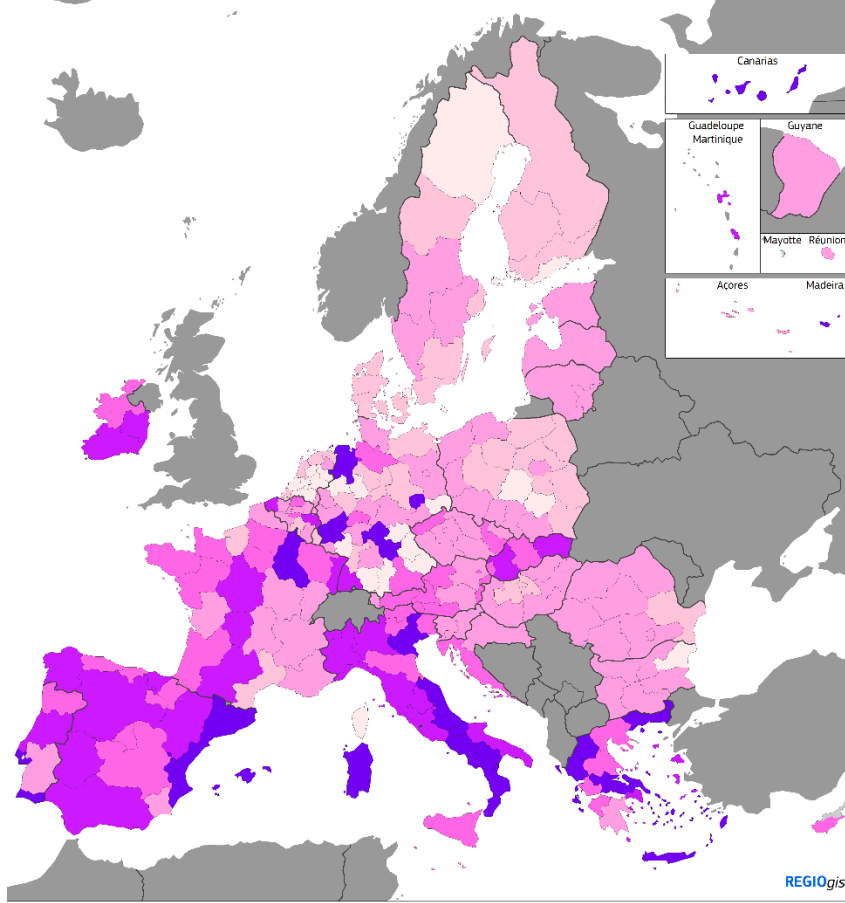 Canarias
Guadeloupe
Martinique
Guyane
Mayotte
Réunion
Açores
Madeira
REGIOgis